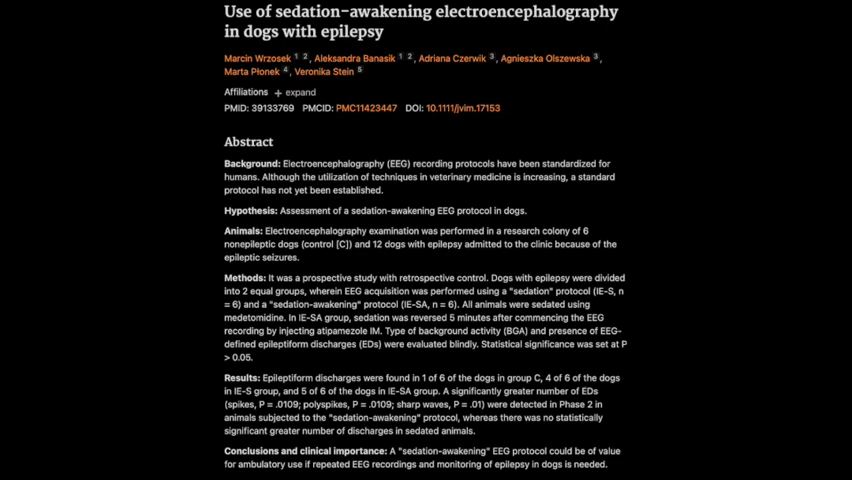 Use of sedation-awakening electroencephalography
in dogs with epilepsy
Marcin Wrzosek 1 2, Aleksandra Banasik 1 2, Adriana Czerwik 3, Agnieszka Olszewska 3,
Marta Płonek 4, Veronika Stein 5
Affiliations + expand
PMID: 39133769 PMCID: PMC11423447 DOI: 10.1111/jvim.17153
Abstract
Background: Electroencephalography (EEG) recording protocols have been standardized for
humans. Although the utilization of techniques in veterinary medicine is increasing, a standard
protocol has not yet been established.
Hypothesis: Assessment of a sedation-awakening EEG protocol in dogs.
Animals: Electroencephalography examination was performed in a research colony of 6
nonepileptic dogs (control [C]) and 12 dogs with epilepsy admitted to the clinic because of the
epileptic seizures.
Methods: It was a prospective study with retrospective control. Dogs with epilepsy were divided
into 2 equal groups, wherein EEG acquisition was performed using a "sedation" protocol (IE-S, n
= 6) and a "sedation-awakening" protocol (IE-SA, n = 6). All animals were sedated using
medetomidine. In IE-SA group, sedation was reversed 5 minutes after commencing the EEG
recording by injecting atipamezole IM. Type of background activity (BGA) and presence of EEG-
defined epileptiform discharges (EDs) were evaluated blindly. Statistical significance was set at P
> 0.05.
Results: Epileptiform discharges were found in 1 of 6 of the dogs in group C, 4 of 6 of the dogs
in IE-S group, and 5 of 6 of the dogs in IE-SA group. A significantly greater number of EDs
(spikes, P = .0109; polyspikes, P = .0109; sharp waves, P = .01) were detected in Phase 2 in
animals subjected to the "sedation-awakening" protocol, whereas there was no statistically
significant greater number of discharges in sedated animals.
Conclusions and clinical importance: A "sedation-awakening" EEG protocol could be of value
for ambulatory use if repeated EEG recordings and monitoring of epilepsy in dogs is needed.